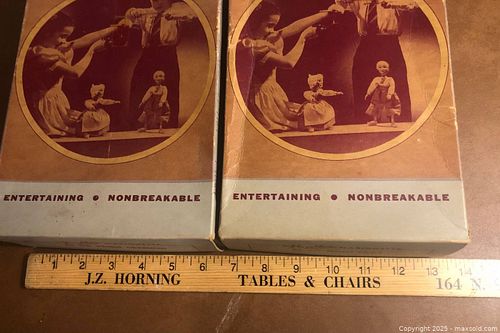 ENTERTAINING • NONBREAKABLE
ENTERTAINING • NONBREAKABLE
1 2 3 4 5 6 7 8 9 10 11 12 13 14
J.Z. HORNING TABLES & CHAIRS 164 N.
Copyright 2025 - maxsold.com